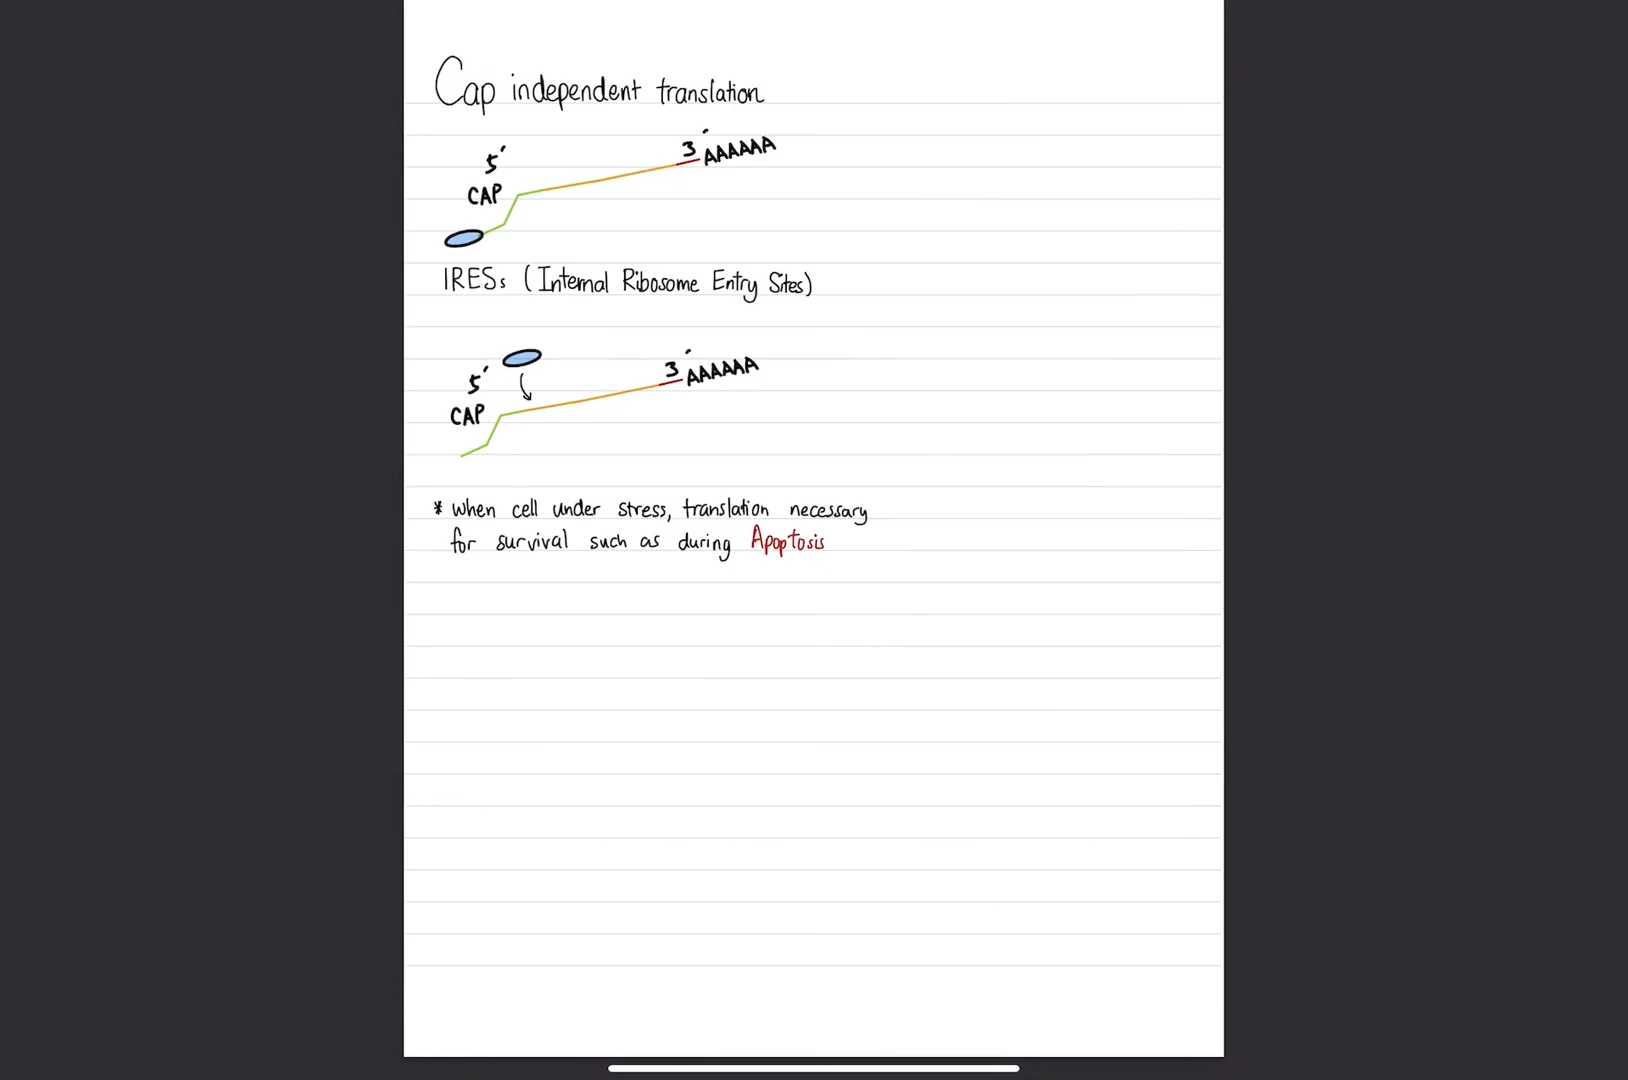 Cap independent translation
3' AAAAAA
5'
CAP
IRESs (Internal Ribosome Entry Sites)
3' AAAAAA
5'
CAP
* when cell under stress, translation necessary
for survival such as during Apoptosis